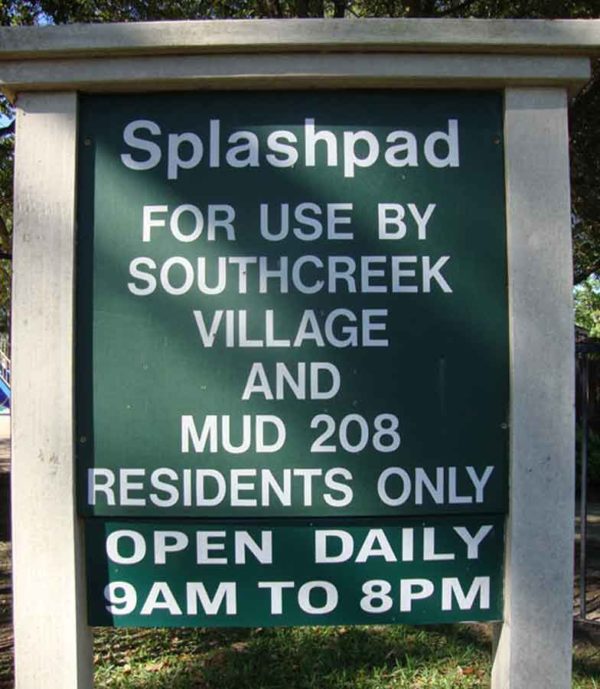 Splashpad
FOR USE BY
SOUTHCREEK
VILLAGE
AND
MUD 208
RESIDENTS ONLY
OPEN DAILY
9AM TO 8PM